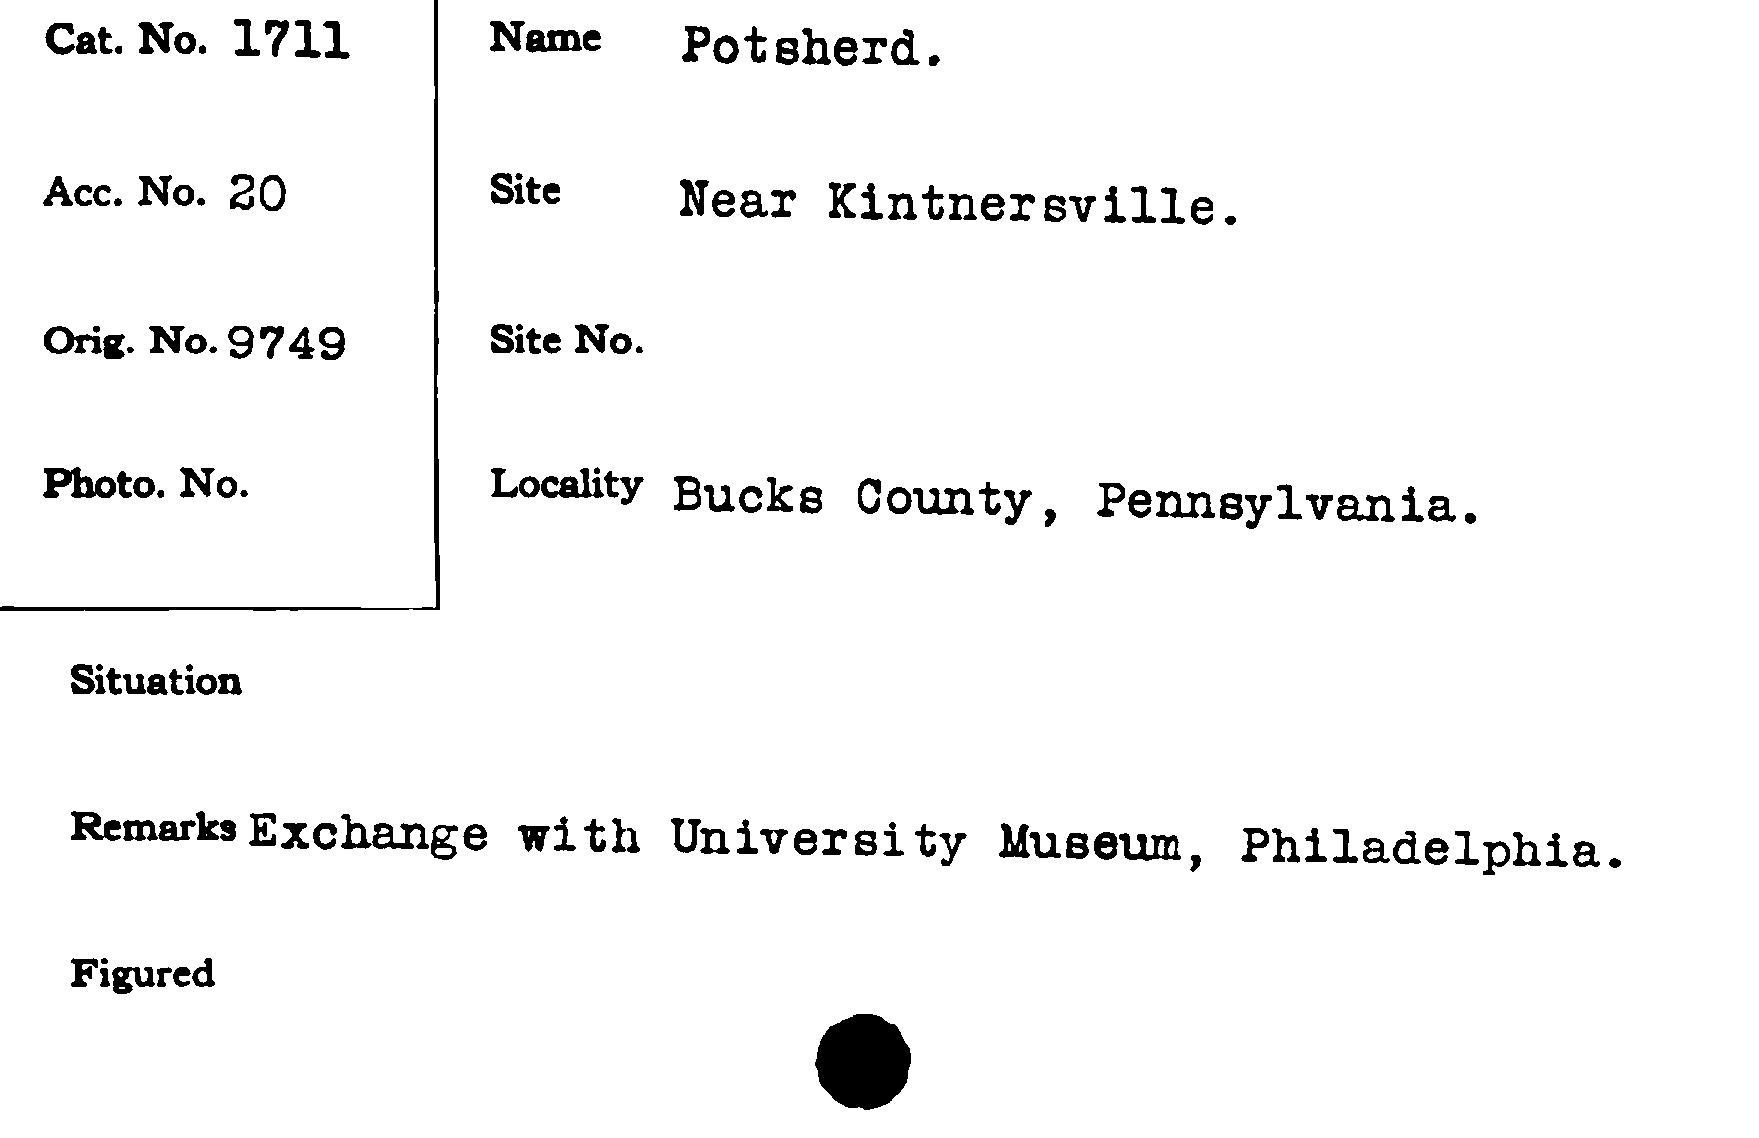 Cat. No. 1711
Acc. No. 20
Orig. No. 9749
Photo. No.
Name Potsherd.
Site Near Kintnersville.
Site No.
Locality Bucks County, Pennsylvania.
Situation
Remarks Exchange with University Museum, Philadelphia.
Figured